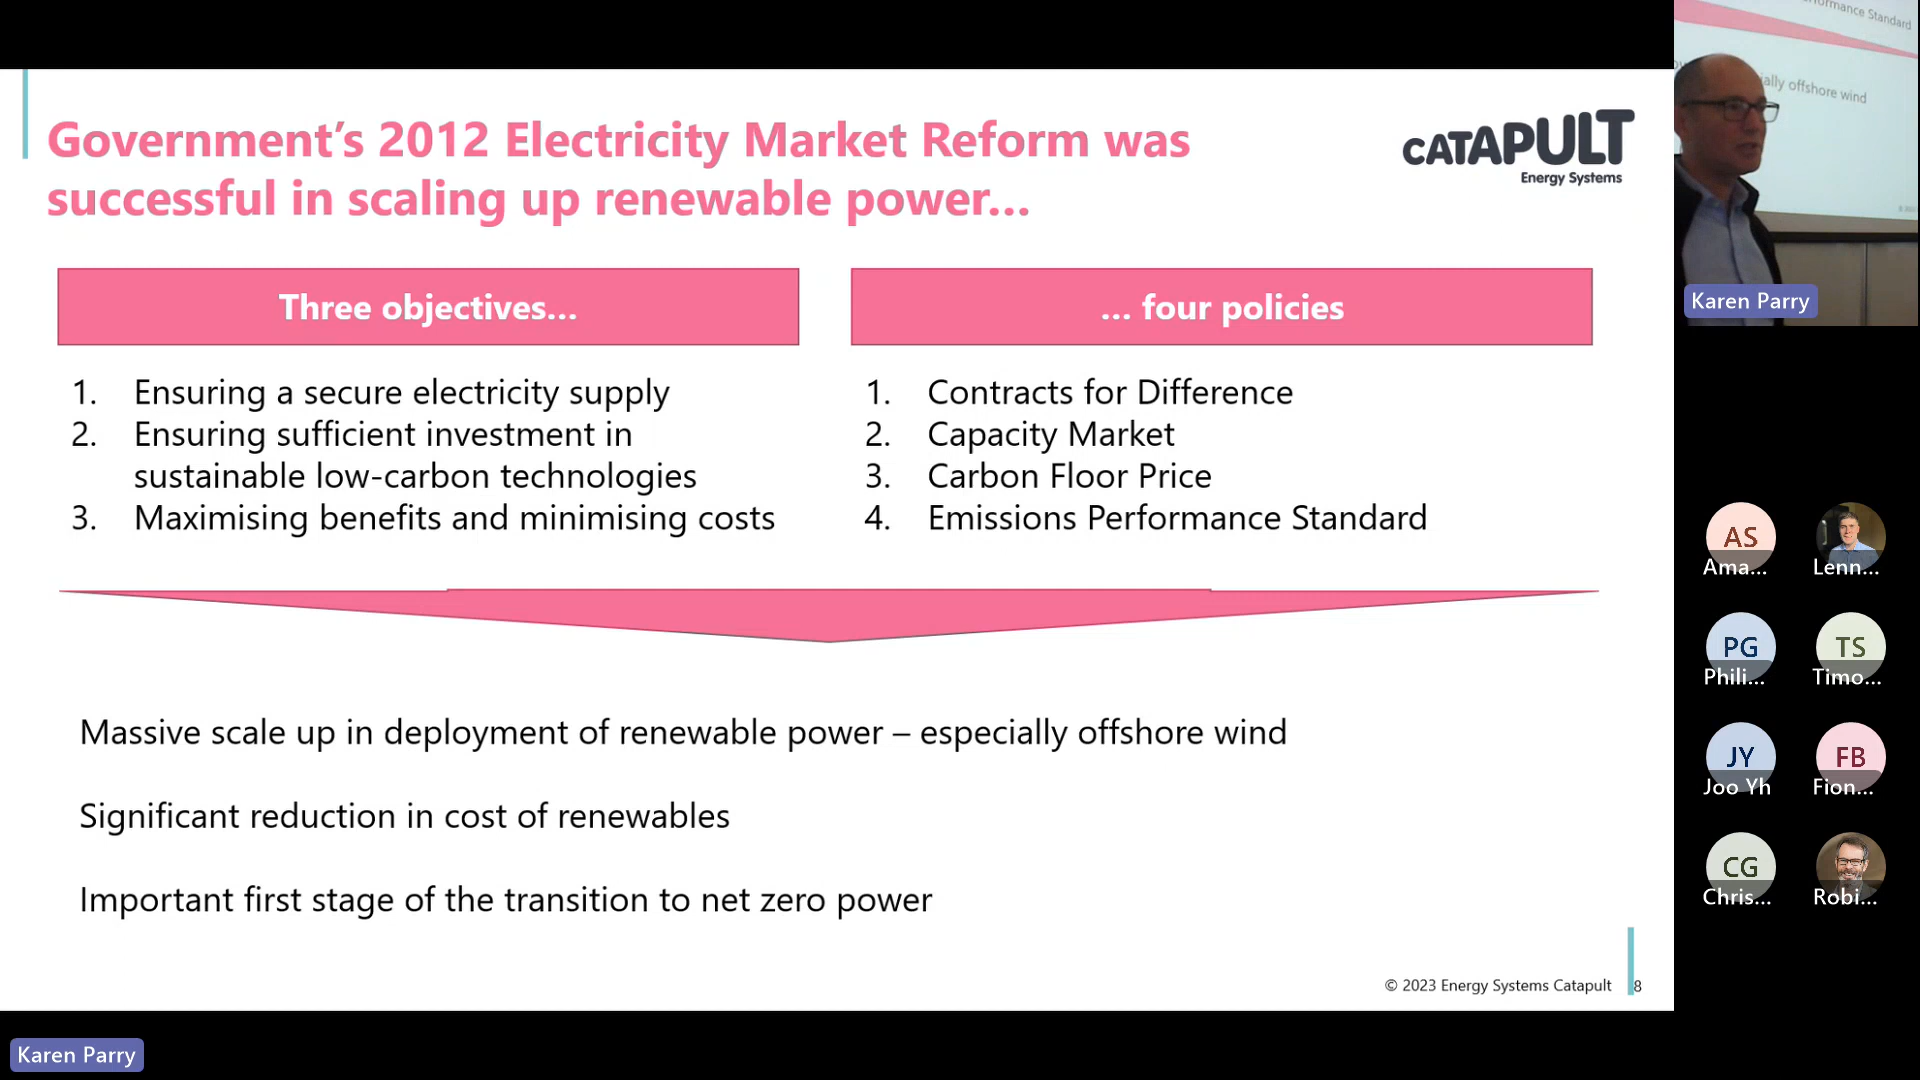 Government’s 2012 Electricity Market Reform was
successful in scaling up renewable power...
CATAPULT
Energy Systems
Three objectives...
1. Ensuring a secure electricity supply
2. Ensuring sufficient investment in
sustainable low-carbon technologies
3. Maximising benefits and minimising costs
... four policies
1. Contracts for Difference
2. Capacity Market
3. Carbon Floor Price
4. Emissions Performance Standard
Massive scale up in deployment of renewable power – especially offshore wind
Significant reduction in cost of renewables
Important first stage of the transition to net zero power
© 2023 Energy Systems Catapult
8
Karen Parry
rformance Standard
ially offshore wind
Karen Parry
AS
Ama...
Lenn...
PG
Phili...
TS
Timo...
JY
Joo Yh
FB
Fion...
CG
Chris...
Robi...